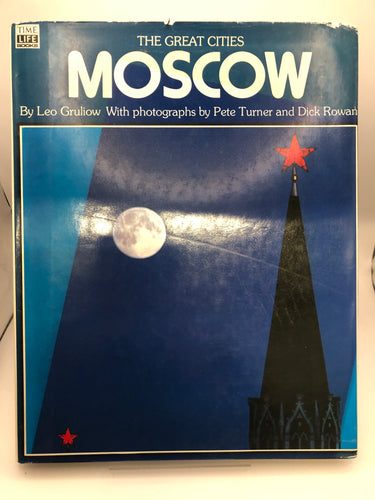 TIME
LIFE
BOOKS
THE GREAT CITIES
MOSCOW
By Leo Gruliow With photographs by Pete Turner and Dick Rowan